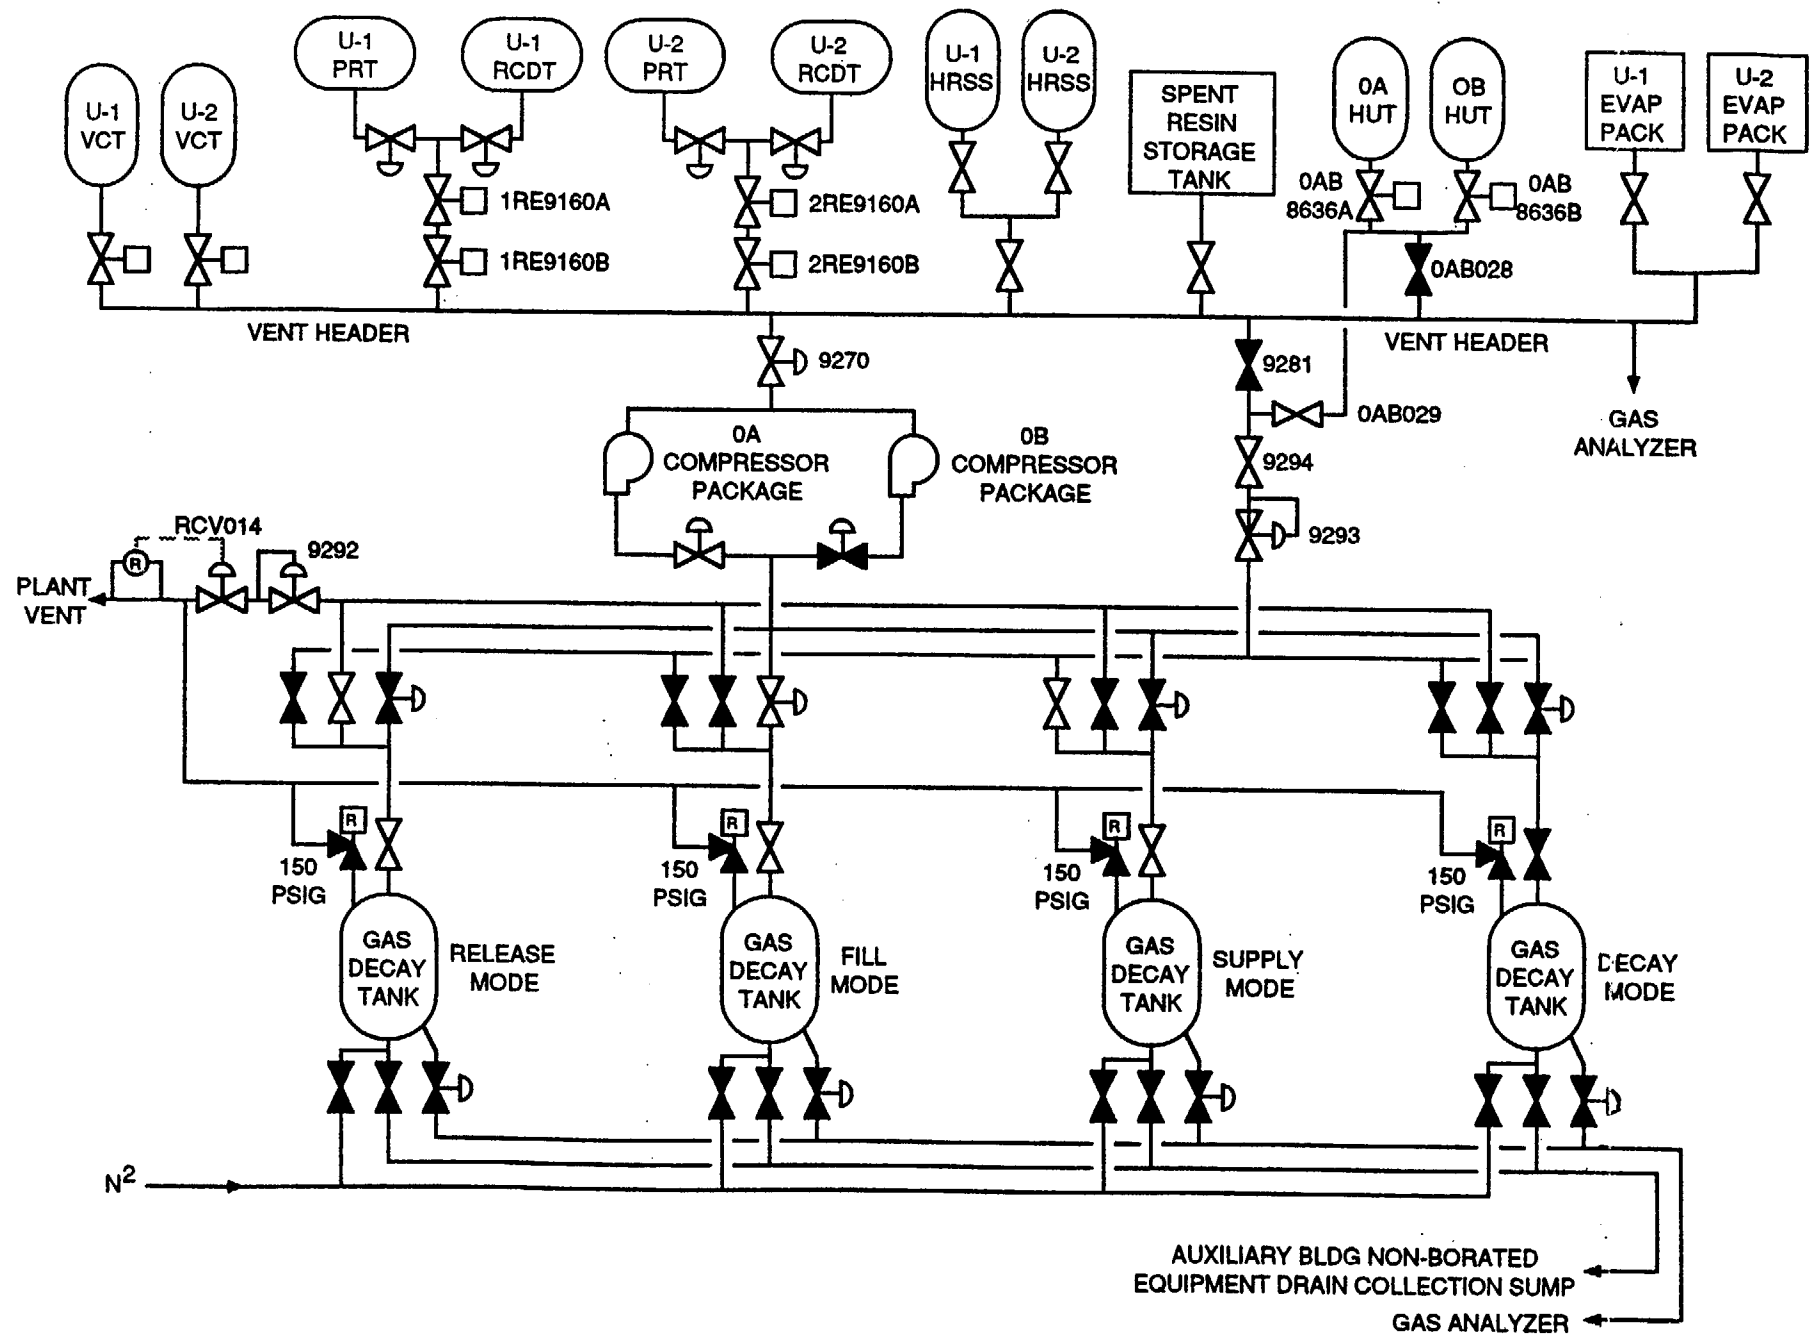 U-1
VCT
U-2
VCT
U-1
PRT
U-1
RCDT
U-2
PRT
U-2
RCDT
U-1
HRSS
U-2
HRSS
SPENT
RESIN
STORAGE
TANK
0A
HUT
OB
HUT
U-1
EVAP
PACK
U-2
EVAP
PACK
1RE9160A
1RE9160B
2RE9160A
2RE9160B
0AB
8636A
0AB
8636B
0AB028
VENT HEADER
VENT HEADER
9270
9281
0AB029
GAS
ANALYZER
0A
COMPRESSOR
PACKAGE
0B
COMPRESSOR
PACKAGE
9294
9293
RCV014
R
9292
PLANT
VENT
R
150
PSIG
R
150
PSIG
R
150
PSIG
R
150
PSIG
GAS
DECAY
TANK
RELEASE
MODE
GAS
DECAY
TANK
FILL
MODE
GAS
DECAY
TANK
SUPPLY
MODE
GAS
DECAY
TANK
DECAY
MODE
N2
AUXILIARY BLDG NON-BORATED
EQUIPMENT DRAIN COLLECTION SUMP
GAS ANALYZER